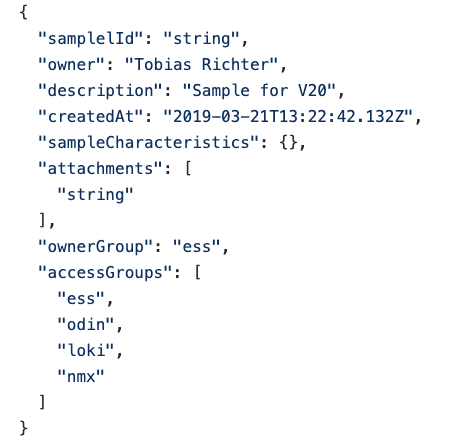 {
"samplelId": "string",
"owner": "Tobias Richter",
"description": "Sample for V20",
"createdAt": "2019-03-21T13:22:42.132Z",
"sampleCharacteristics": {},
"attachments": [
"string"
],
"ownerGroup": "ess",
"accessGroups": [
"ess",
"odin",
"loki",
"nmx"
]
}